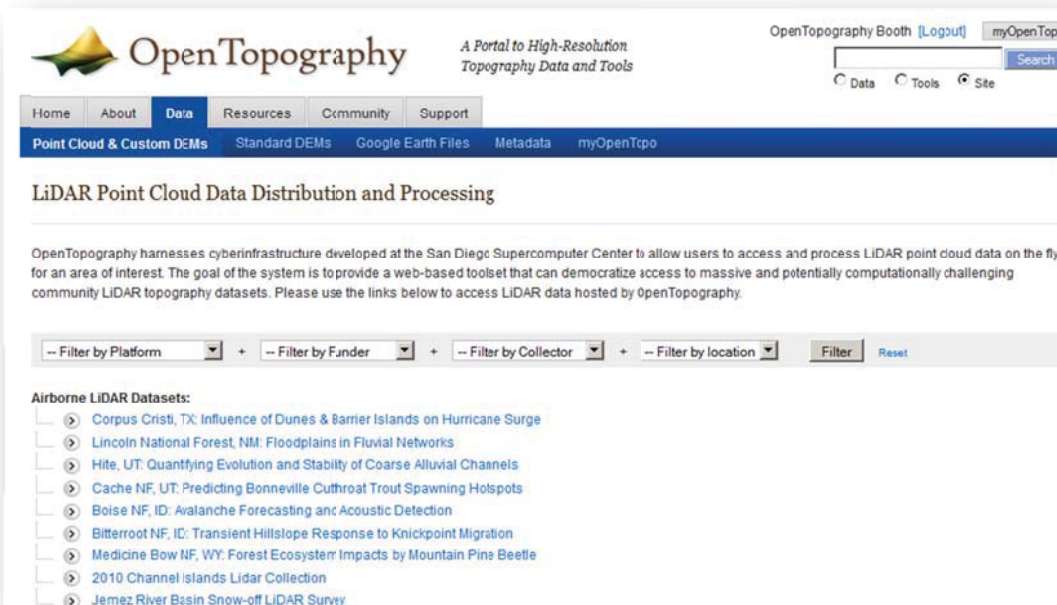 OpenTopography
A Portal to High-Resolution
Topography Data and Tools
OpenTopography Booth [Logout] myOpenTop
Search
Data Tools Site
Home About Data Resources Community Support
Point Cloud & Custom DEMs Standard DEMs Google Earth Files Metadata myOpenTopo
LiDAR Point Cloud Data Distribution and Processing
OpenTopography harnesses cyberinfrastructure developed at the San Diego Supercomputer Center to allow users to access and process LiDAR point cloud data on the fly
for an area of interest. The goal of the system is to provide a web-based toolset that can democratize access to massive and potentially computationally challenging
community LiDAR topography datasets. Please use the links below to access LiDAR data hosted by OpenTopography.
-- Filter by Platform + -- Filter by Funder + -- Filter by Collector + -- Filter by location Filter Reset
Airborne LiDAR Datasets:
Corpus Cristi, TX: Influence of Dunes & Barrier Islands on Hurricane Surge
Lincoln National Forest, NM: Floodplains in Fluvial Networks
Hite, UT: Quantifying Evolution and Stability of Coarse Alluvial Channels
Cache NF, UT: Predicting Bonneville Cuthroat Trout Spawning Hotspots
Boise NF, ID: Avalanche Forecasting and Acoustic Detection
Bitterroot NF, ID: Transient Hillslope Response to Knickpoint Migration
Medicine Bow NF, WY: Forest Ecosystem Impacts by Mountain Pine Beetle
2010 Channel Islands Lidar Collection
Jemez River Basin Snow-off LiDAR Survey